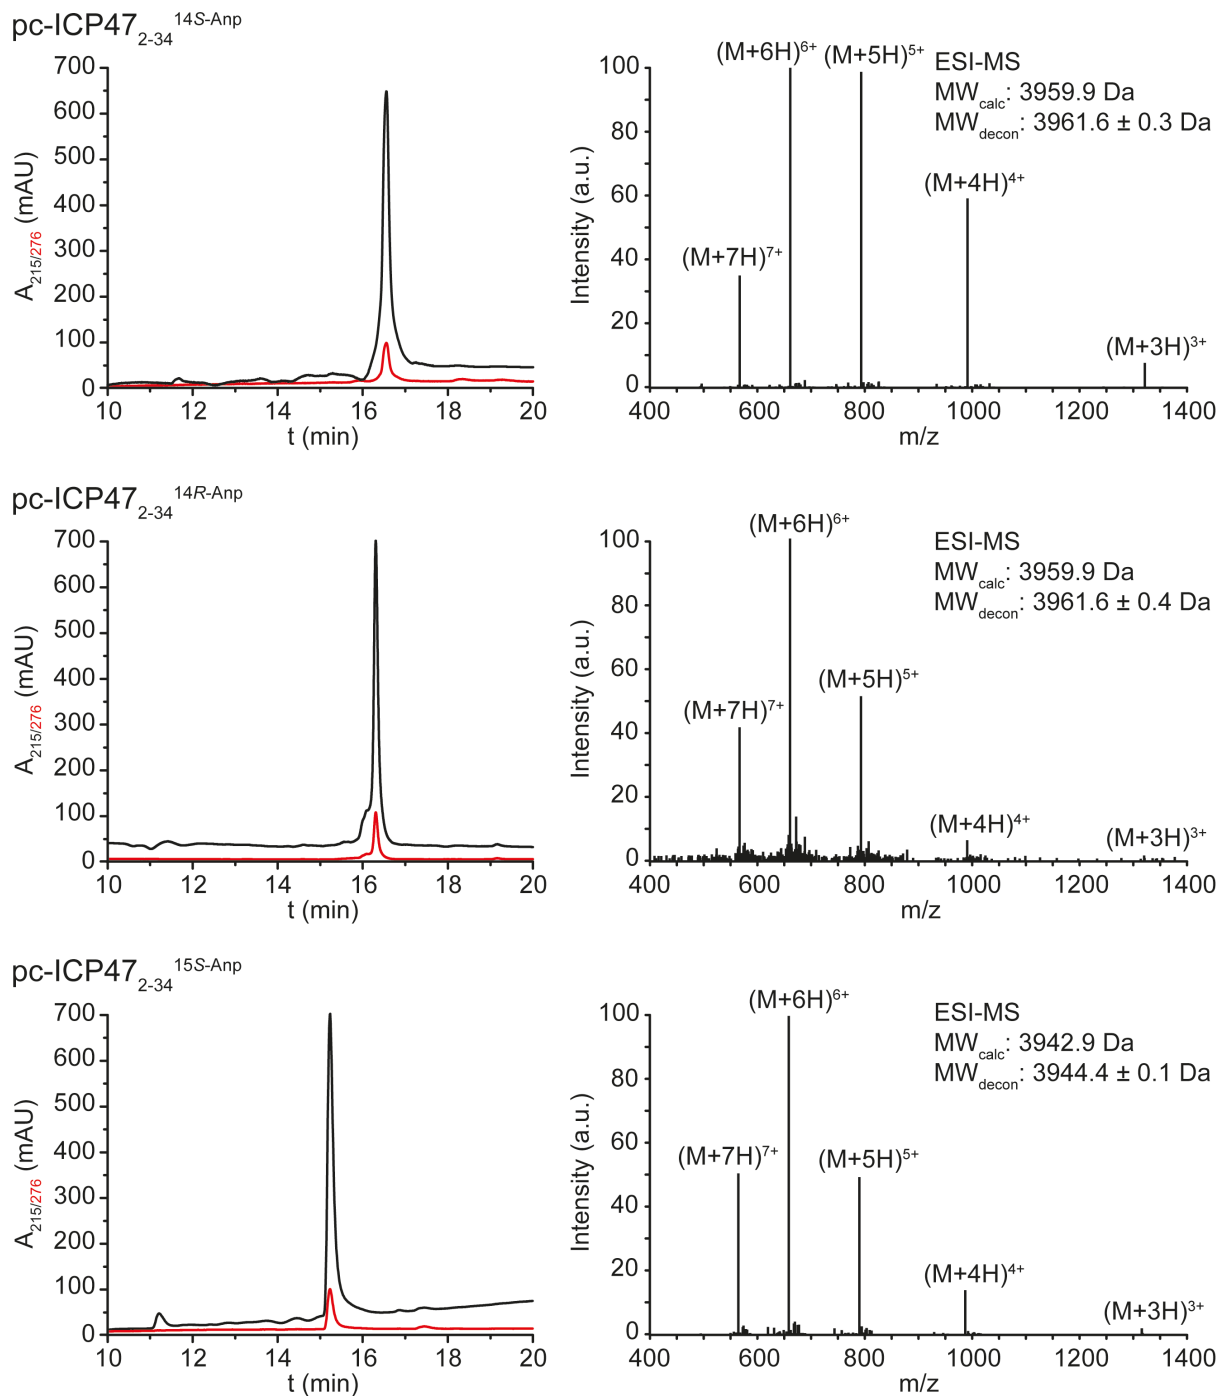 pc-ICP47₂₋₃₄ ¹⁴ˢ⁻ᴬⁿᵖ
700
600
500
400
300
200
100
0
A₂₁₅/₂₇₆ (mAU)
10 12 14 16 18 20
t (min)
100
80
60
40
20
0
Intensity (a.u.)
(M+7H)⁷⁺
(M+6H)⁶⁺ (M+5H)⁵⁺
(M+4H)⁴⁺
(M+3H)³⁺
400 600 800 1000 1200 1400
m/z
ESI-MS
MWcalc: 3959.9 Da
MWdecon: 3961.6 ± 0.3 Da
pc-ICP47₂₋₃₄ ¹⁴ᴿ⁻ᴬⁿᵖ
700
600
500
400
300
200
100
0
A₂₁₅/₂₇₆ (mAU)
10 12 14 16 18 20
t (min)
100
80
60
40
20
0
Intensity (a.u.)
(M+7H)⁷⁺
(M+6H)⁶⁺
(M+5H)⁵⁺
(M+4H)⁴⁺
(M+3H)³⁺
400 600 800 1000 1200 1400
m/z
ESI-MS
MWcalc: 3959.9 Da
MWdecon: 3961.6 ± 0.4 Da
pc-ICP47₂₋₃₄ ¹⁵ˢ⁻ᴬⁿᵖ
700
600
500
400
300
200
100
0
A₂₁₅/₂₇₆ (mAU)
10 12 14 16 18 20
t (min)
100
80
60
40
20
0
Intensity (a.u.)
(M+7H)⁷⁺
(M+6H)⁶⁺
(M+5H)⁵⁺
(M+4H)⁴⁺
(M+3H)³⁺
400 600 800 1000 1200 1400
m/z
ESI-MS
MWcalc: 3942.9 Da
MWdecon: 3944.4 ± 0.1 Da